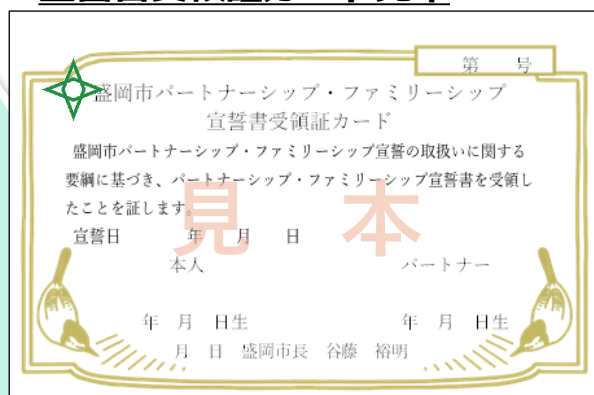 第　号
盛岡市パートナーシップ・ファミリーシップ
宣誓書受領証カード
盛岡市パートナーシップ・ファミリーシップ宣誓の取扱いに関する
要綱に基づき、パートナーシップ・ファミリーシップ宣誓書を受領し
たことを証します。
見本
宣誓日　年　月　日
本人　パートナー
年　月　日生　年　月　日生
月　日　盛岡市長　谷藤　裕明